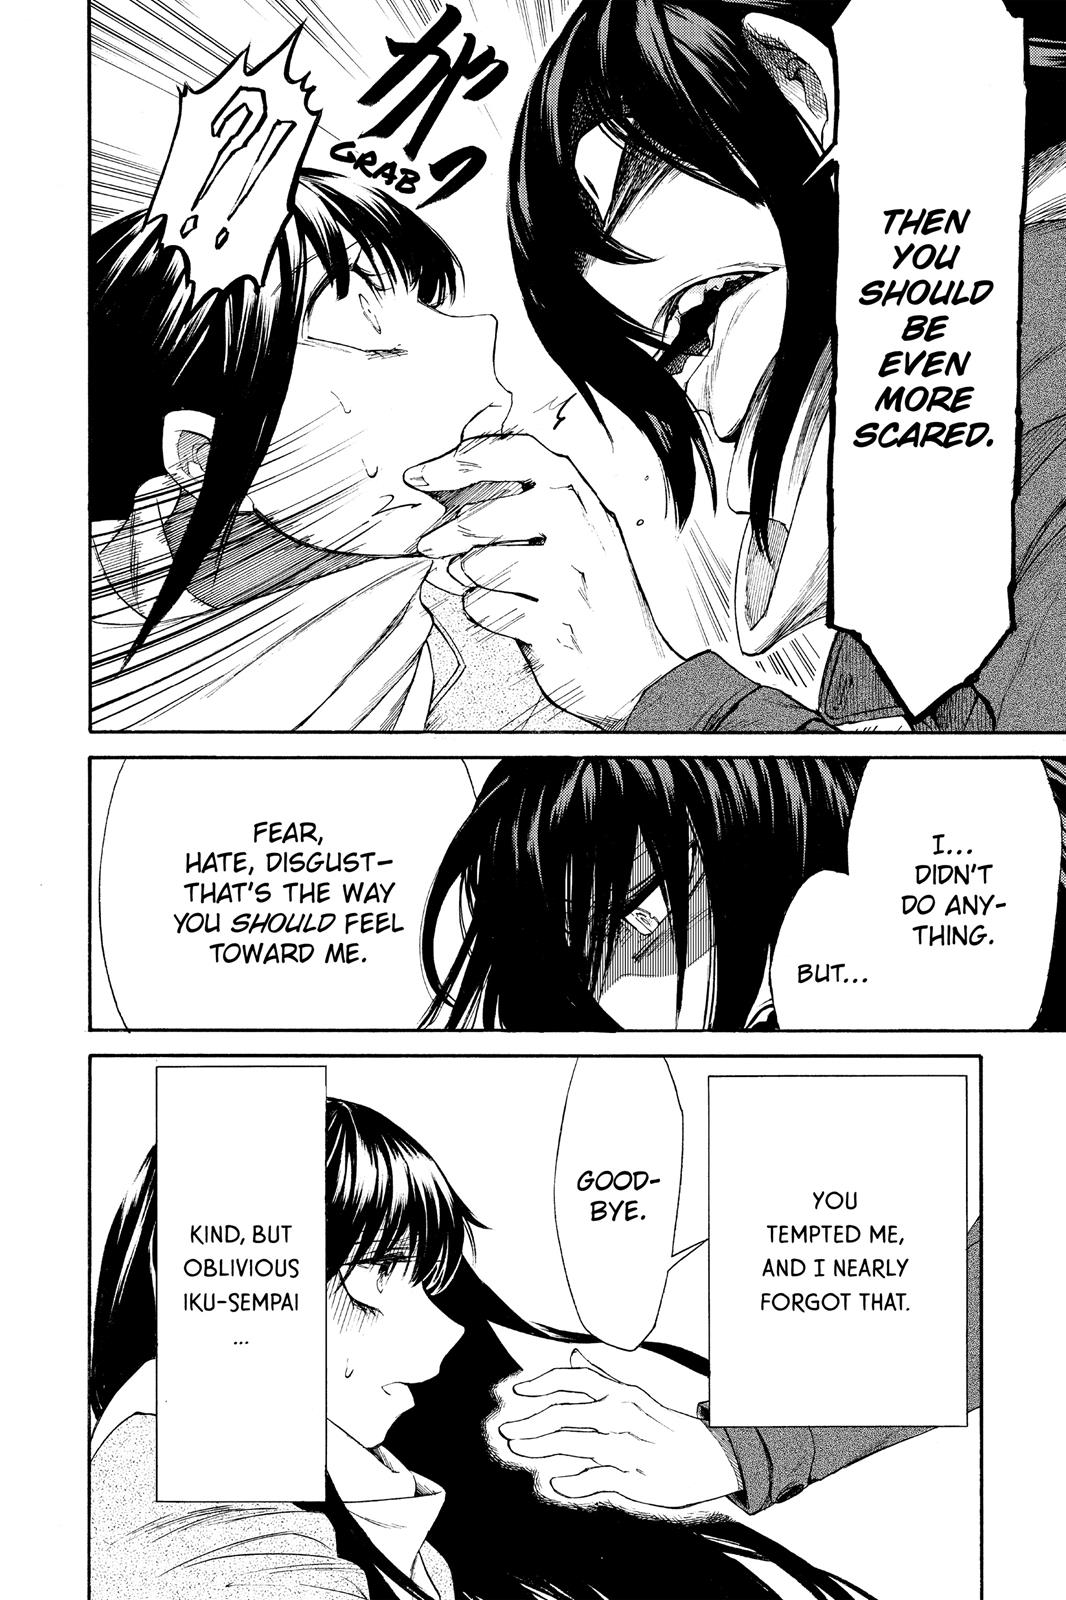 THEN
YOU
SHOULD
BE
EVEN
MORE
SCARED.
ガッ
GRAB
?!
I...
DIDN'T
DO ANY-
THING.
BUT...
FEAR,
HATE, DISGUST—
THAT'S THE WAY
YOU SHOULD FEEL
TOWARD ME.
YOU
TEMPTED ME,
AND I NEARLY
FORGOT THAT.
GOOD-
BYE.
KIND, BUT
OBLIVIOUS
IKU-SEMPAI
...